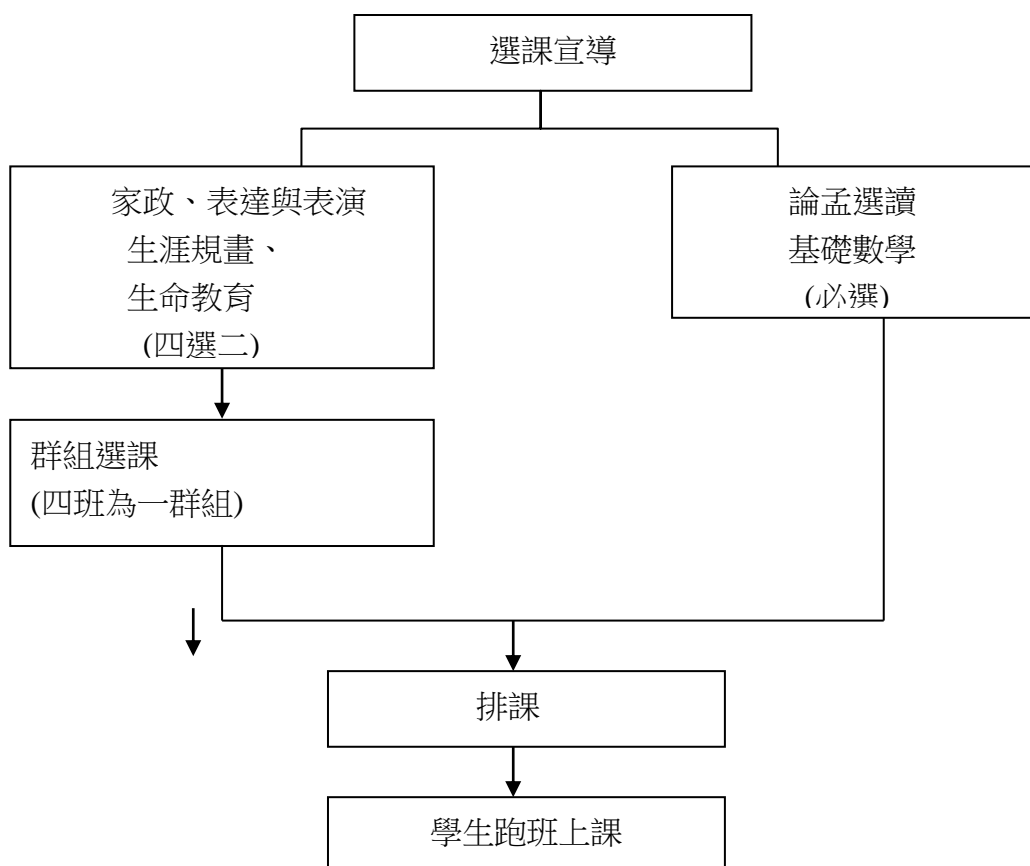 選課宣導
家政、表達與表演
生涯規畫、
生命教育
(四選二)
論孟選讀
基礎數學
(必選)
群組選課
(四班為一群組)
排課
學生跑班上課